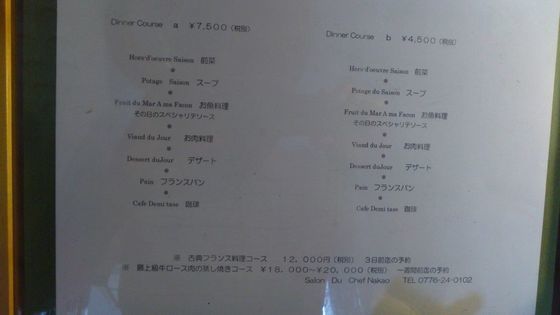 Dinner Course a ¥7,500(税別)
Hors-d'oeuvre Saison 前菜
Potage Saison スープ
Fruit du Mar A ma Facon お魚料理
その日のスペシャリテソース
Viand du Jour お肉料理
Dessert duJour デザート
Pain フランスパン
Cafe Demi tase 珈琲
Dinner Course b ¥4,500(税別)
Hors-d'oeuvre Saison 前菜
Potage du Saison スープ
Fruit du Mar A ma Facon お魚料理
その日のスペシャリテソース
Viand du Jour お肉料理
Dessert du Jour デザート
Pain フランスパン
Cafe Demi tase 珈琲
※ 古典フランス料理コース 12,000円(税別) 3日前迄の予約
※ 最上級牛ロース肉の蒸し焼きコース ¥18,000~¥20,000(税別) 一週間前迄の予約
Salon Du Chef Nakao TEL 0776-24-0102